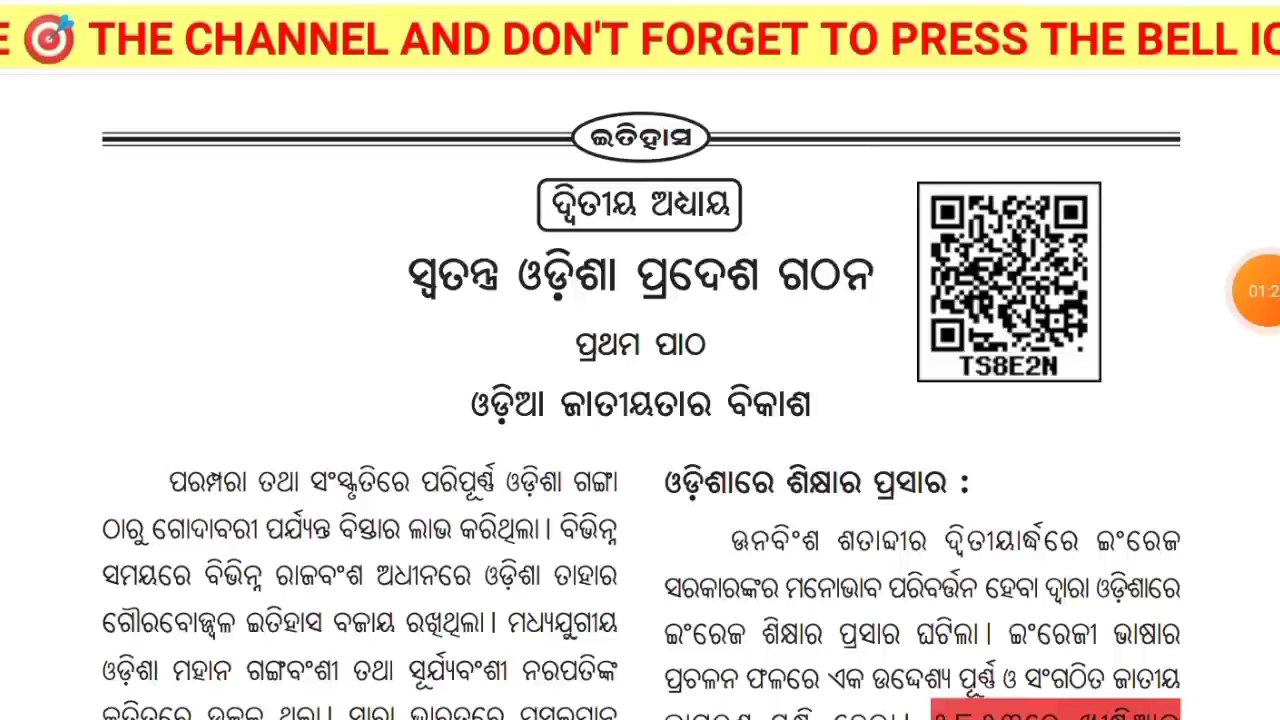 THE CHANNEL AND DON'T FORGET TO PRESS THE BELL
ଇତିହାସ
ଦ୍ୱିତୀୟ ଅଧ୍ୟାୟ
ସ୍ୱତନ୍ତ୍ର ଓଡ଼ିଶା ପ୍ରଦେଶ ଗଠନ
ପ୍ରଥମ ପାଠ
ଓଡ଼ିଆ ଜାତୀୟତାର ବିକାଶ
TS8E2N
01:2
ପରମ୍ପରା ତଥା ସଂସ୍କୃତିରେ ପରିପୂର୍ଣ୍ଣ ଓଡ଼ିଶା ଗଙ୍ଗା
ଠାରୁ ଗୋଦାବରୀ ପର୍ଯ୍ୟନ୍ତ ବିସ୍ତାର ଲାଭ କରିଥିଲା। ବିଭିନ୍ନ
ସମୟରେ ବିଭିନ୍ନ ରାଜବଂଶ ଅଧୀନରେ ଓଡ଼ିଶା ତାହାର
ଗୌରବୋଜ୍ଜ୍ୱଳ ଇତିହାସ ବଜାୟ ରଖିଥିଲା। ମଧ୍ୟଯୁଗୀୟ
ଓଡ଼ିଶା ମହାନ ଗଙ୍ଗବଂଶୀ ତଥା ସୂର୍ଯ୍ୟବଂଶୀ ନରପତିଙ୍କ
ଓଡ଼ିଶାରେ ଶିକ୍ଷାର ପ୍ରସାର :
ଊନବିଂଶ ଶତାବ୍ଦୀର ଦ୍ୱିତୀୟାର୍ଦ୍ଧରେ ଇଂରେଜ
ସରକାରଙ୍କର ମନୋଭାବ ପରିବର୍ତ୍ତନ ହେବା ଦ୍ୱାରା ଓଡ଼ିଶାରେ
ଇଂରେଜ ଶିକ୍ଷାର ପ୍ରସାର ଘଟିଲା। ଇଂରେଜୀ ଭାଷାର
ପ୍ରଚଳନ ଫଳରେ ଏକ ଉଦ୍ଦେଶ୍ୟ ପୂର୍ଣ୍ଣ ଓ ସଂଗଠିତ ଜାତୀୟ